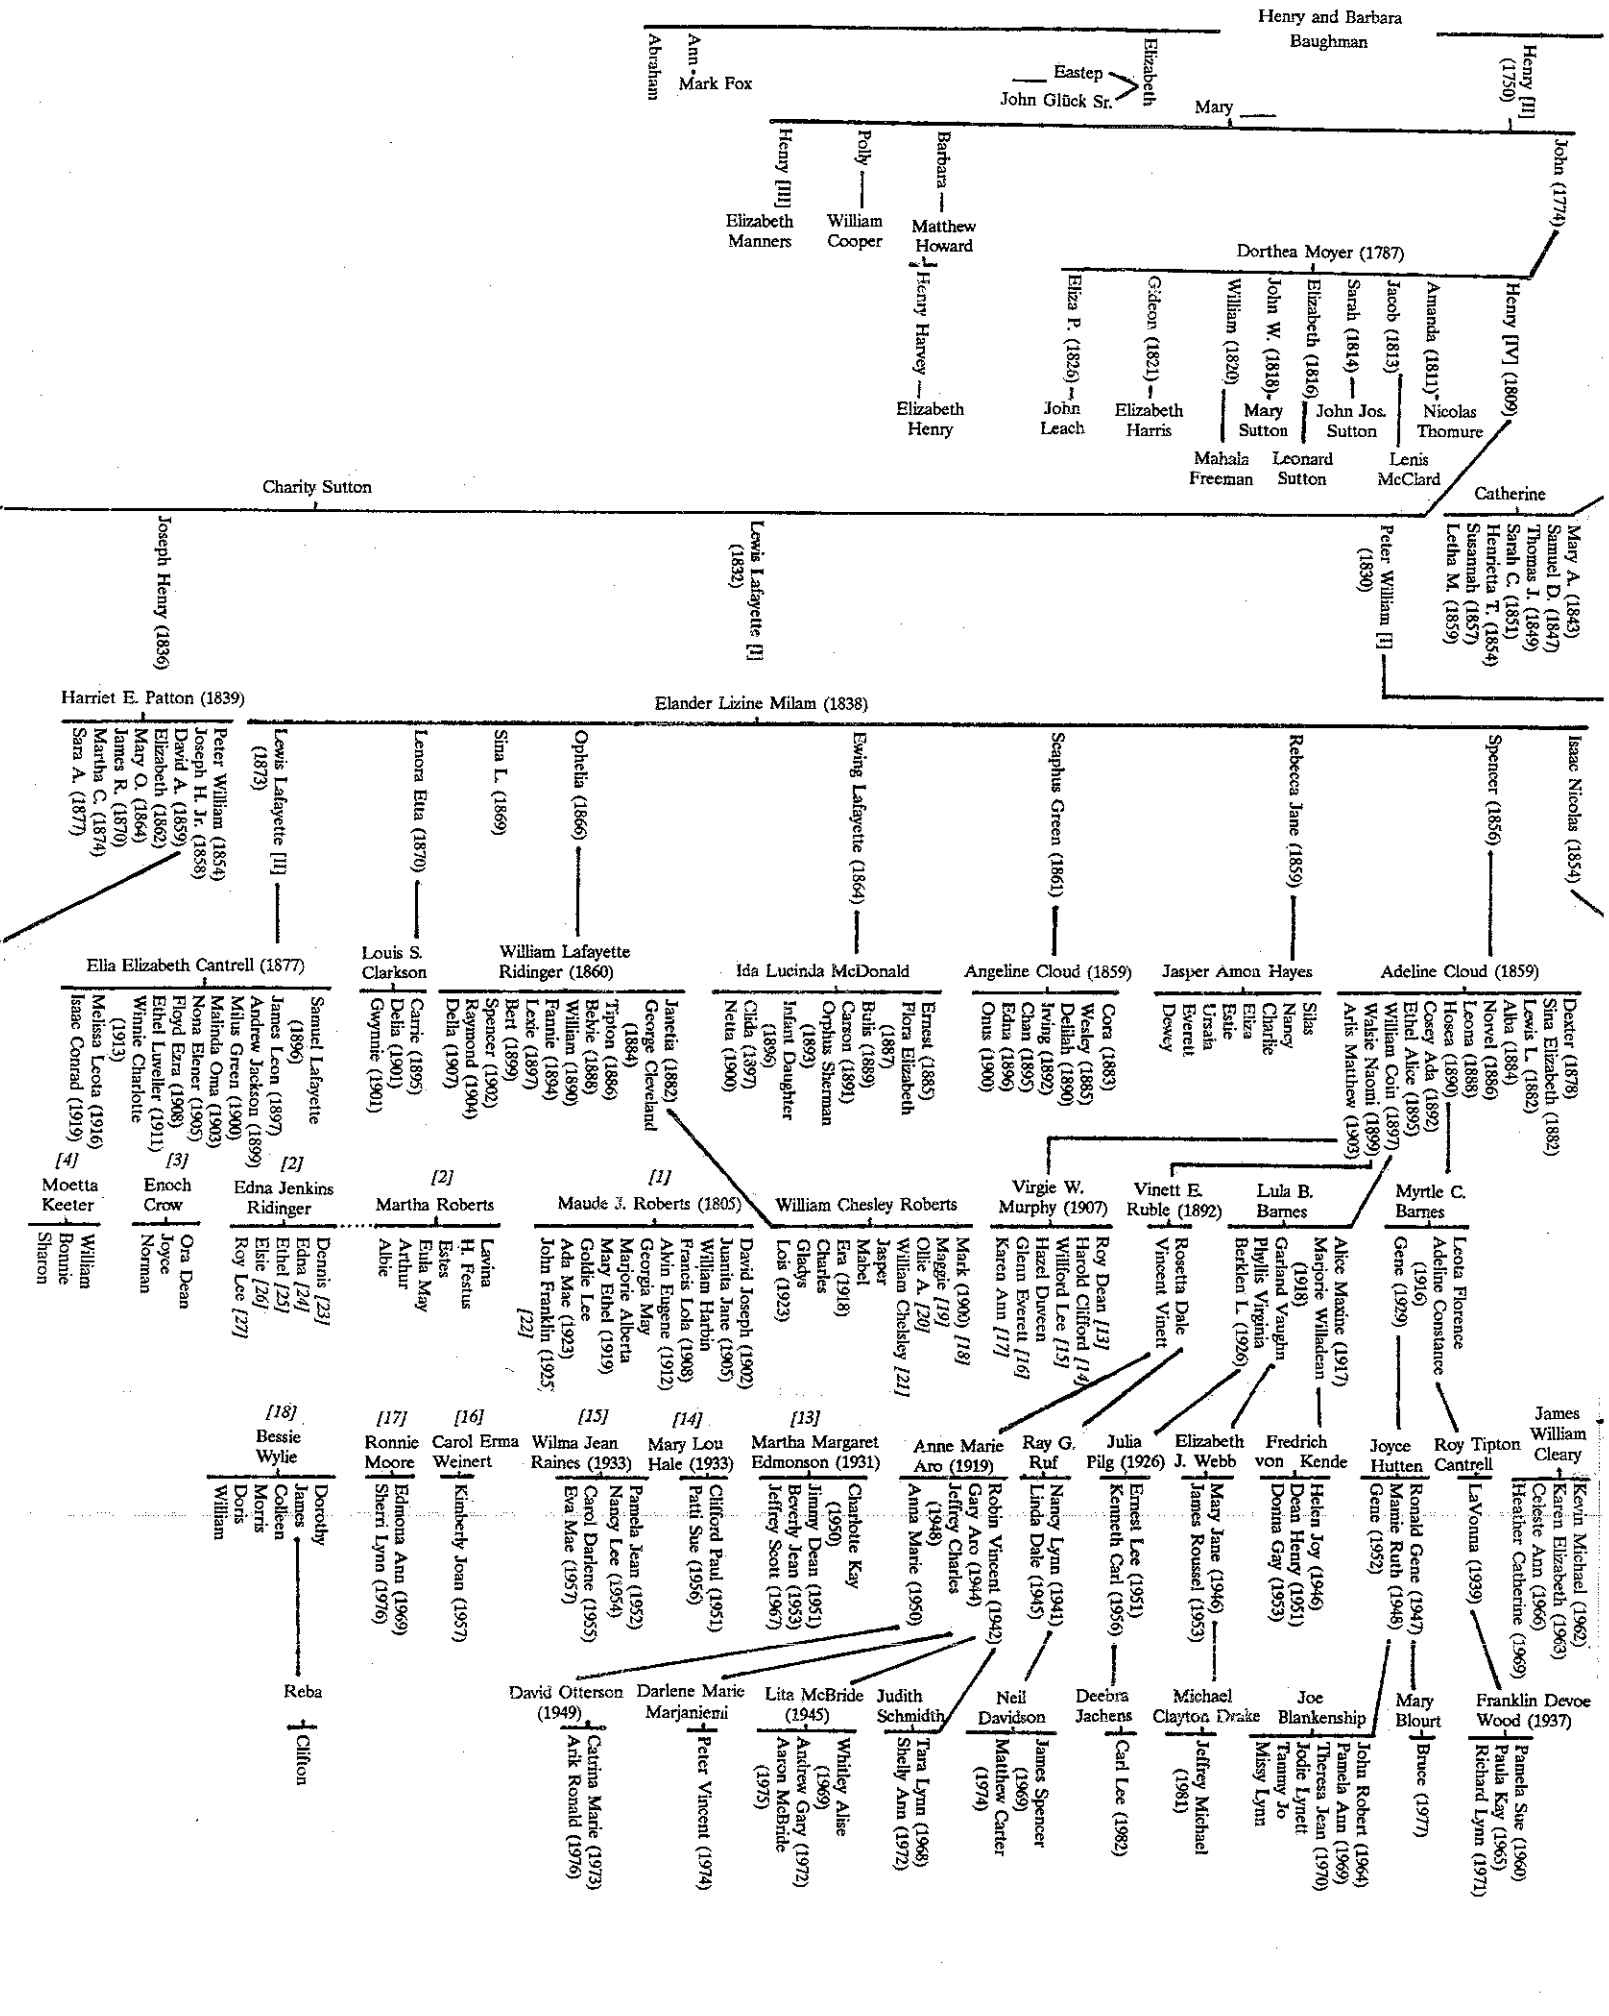 Henry and Barbara
Baughman
Abraham
Ann
Mark Fox
Elizabeth
Eastep
John Glück Sr.
Henry [II]
(1750)
Mary
Henry [III]
Elizabeth
Manners
Polly
William
Cooper
Barbara
Matthew
Howard
Henry Harvey
Elizabeth
Henry
John (1774)
Dorthea Moyer (1787)
Eliza P. (1826)
John
Leach
Gideon (1821)
Elizabeth
Harris
William (1820)
Mahala
Freeman
John W. (1818)
Mary
Sutton
Elizabeth (1816)
Leonard
Sutton
Sarah (1814)
John Jos.
Sutton
Jacob (1813)
Lenis
McClard
Amanda (1811)
Nicolas
Thomure
Henry [IV] (1809)
Charity Sutton
Catherine
Mary A. (1843)
Samuel D. (1847)
Thomas J. (1849)
Sarah C. (1851)
Henrietta T. (1854)
Susannah (1857)
Letha M. (1859)
Joseph Henry (1836)
Lewis Lafayette [I]
(1832)
Peter William [I]
(1830)
Harriet E. Patton (1839)
Peter William (1854)
Joseph H. Jr. (1858)
David A. (1859)
Elizabeth (1862)
Mary O. (1864)
James R. (1870)
Martha C. (1874)
Sara A. (1877)
Elander Lizine Milam (1838)
Lewis Lafayette [II]
(1873)
Lenora Etta (1870)
Sina L. (1869)
Ophelia (1866)
Ewing Lafayette (1864)
Scaphus Green (1861)
Rebecca Jane (1859)
Spencer (1856)
Isaac Nicolas (1854)
Ella Elizabeth Cantrell (1877)
Samuel Lafayette
(1896)
James Leon (1897)
Andrew Jackson (1899)
Milus Green (1900)
Malinda Oma (1903)
Nona Elener (1905)
Floyd Ezra (1908)
Ethel Luveller (1911)
Winnie Charlotte
(1913)
Melissa Leota (1916)
Isaac Conrad (1919)
Louis S.
Clarkson
Carrie (1895)
Delia (1901)
Gwynnie (1901)
William Lafayette
Ridinger (1860)
Janetta (1882)
George Cleveland
(1884)
Tipton (1886)
Belvie (1888)
William (1890)
Fannie (1894)
Lexie (1897)
Bert (1899)
Spencer (1902)
Raymond (1904)
Della (1907)
Ida Lucinda McDonald
Ernest (1885)
Flora Elizabeth
(1887)
Bulis (1889)
Carson (1891)
Orphus Sherman
(1893)
Infant Daughter
(1896)
Clida (1897)
Netta (1900)
Angeline Cloud (1859)
Cora (1883)
Wesley (1885)
Delilah (1890)
Irving (1892)
Chan (1895)
Edna (1896)
Onus (1900)
Jasper Amon Hayes
Silas
Nancy
Charlie
Eliza
Estie
Ursaia
Everett
Dewey
Adeline Cloud (1859)
Dexter (1878)
Sina Elizabeth (1882)
Lewis L. (1882)
Alba (1884)
Norvel (1886)
Leona (1888)
Hosea (1890)
Cosey Ada (1892)
Ethel Alice (1895)
William Coin (1897)
Walsie Naomi (1899)
Arlis Matthew (1903)
[4]
Moetta
Keeter
William
Bonnie
Sharon
[3]
Enoch
Crow
Ora Dean
Joyce
Norman
[2]
Edna Jenkins
Ridinger
Dennis [23]
Edna [24]
Ethel [25]
Elsie [26]
Roy Lee [27]
[2]
Martha Roberts
Lavina
H. Festus
Estes
Eula May
Arthur
Albie
[1]
Maude J. Roberts (1805)
David Joseph (1902)
Juanita Jane (1905)
William Harbin
Francis Lola (1908)
Alvin Eugene (1912)
Georgia May
Marjorie Alberta
Mary Ethel (1919)
Goldie Lee
Ada Mae (1923)
John Franklin (1925)
[22]
William Chesley Roberts
Mark (1900) [18]
Maggie [19]
Ollie A. [20]
William Chelsley [21]
Jasper
Mabel
Era (1918)
Charles
Gladys
Lois (1923)
Virgie W.
Murphy (1907)
Roy Dean [13]
Harold Clifford [14]
Willford Lee [15]
Hazel Duveen
Glenn Everett [16]
Karen Ann [17]
Vinett E.
Ruble (1892)
Rosetta Dale
Vincent Vinett
Lula B.
Barnes
Alice Maxine (1917)
Marjorie Willadean
(1918)
Garland Vaughn
Phyllis Virginia
Berklen L. (1926)
Myrtle C.
Barnes
Leota Florence
Adeline Constance
(1916)
Gene (1929)
[18]
Bessie
Wylie
Dorothy
James
Colleen
Morris
Doris
William
[17]
Ronnie
Moore
Edmona Ann (1969)
Sherri Lynn (1976)
[16]
Carol Erma
Weinert
Kimberly Joan (1957)
[15]
Wilma Jean
Raines (1933)
Pamela Jean (1952)
Nancy Lee (1954)
Carol Darlene (1955)
Eva Mae (1957)
[14]
Mary Lou
Hale (1933)
Clifford Paul (1951)
Patti Sue (1956)
[13]
Martha Margaret
Edmonson (1931)
Charlotte Kay
(1950)
Jimmy Dean (1951)
Beverly Jean (1953)
Jeffrey Scott (1967)
Anne Marie
Aro (1919)
Robin Vincent (1942)
Gary Aro (1944)
Jeffrey Charles
(1948)
Anna Marie (1950)
Ray G.
Ruf
Nancy Lynn (1941)
Linda Dale (1945)
Julia
Pilg (1926)
Ernest Lee (1951)
Kenneth Carl (1956)
Elizabeth
J. Webb
Mary Jane (1946)
James Roussel (1953)
Fredrich
von Kende
Helen Joy (1946)
Dean Henry (1951)
Donina Gay (1953)
Joyce
Hutten
Ronald Gene (1947)
Mamie Ruth (1948)
Gene (1952)
Roy Tipton
Cantrell
LaVonna (1939)
James
William
Cleary
Kevin Michael (1962)
Karen Elizabeth (1963)
Celeste Ann (1966)
Heather Catherine (1969)
Reba
Clifton
David Otterson
(1949)
Catrina Marie (1973)
Arik Ronald (1976)
Darlene Marie
Marjaniemi
Peter Vincent (1974)
Lita McBride
(1945)
Whitley Alise
(1969)
Andrew Gary (1972)
Aaron McBride
(1975)
Judith
Schmidth
Tara Lynn (1968)
Shelly Ann (1972)
Neil
Davidson
James Spencer
(1969)
Matthew Carter
(1974)
Deebra
Jachens
Carl Lee (1982)
Michael
Clayton Drake
Jeffrey Michael
(1981)
Joe
Blankenship
John Robert (1964)
Pamela Ann (1969)
Theresa Jean (1970)
Jodie Lynett
Tammy Jo
Missy Lynn
Mary
Blourt
Bruce (1977)
Franklin Devoe
Wood (1937)
Pamela Sue (1960)
Paula Kay (1965)
Richard Lynn (1971)